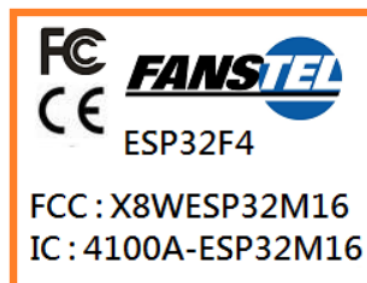 FC
CE
FANSTEL
ESP32F4
FCC : X8WESP32M16
IC : 4100A-ESP32M16